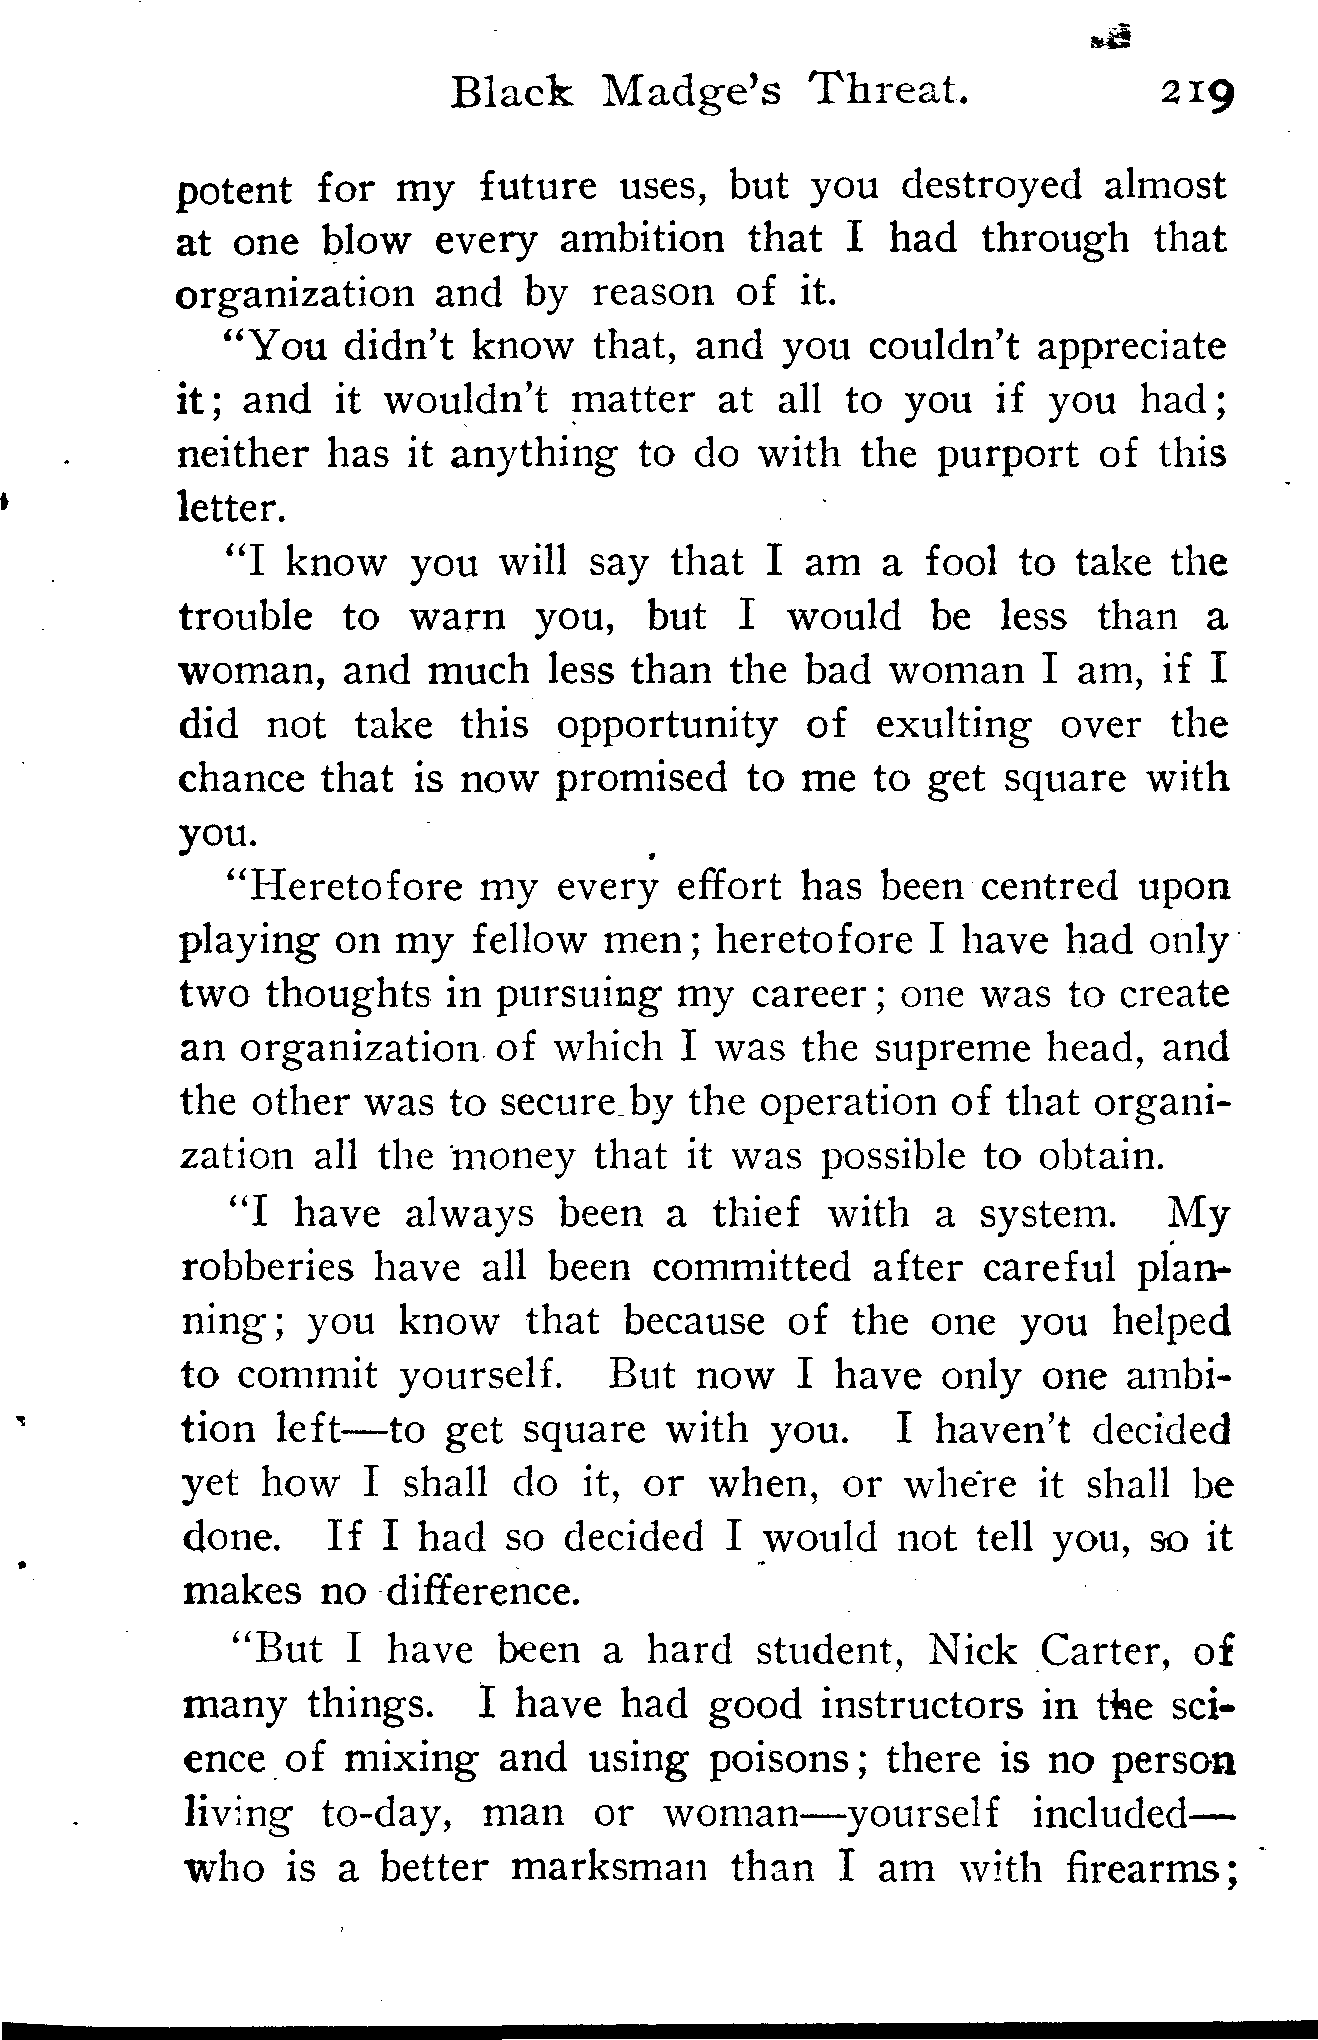 Black Madge's Threat. 219
potent for my future uses, but you destroyed almost
at one blow every ambition that I had through that
organization and by reason of it.
“You didn't know that, and you couldn't appreciate
it; and it wouldn't matter at all to you if you had;
neither has it anything to do with the purport of this
letter.
“I know you will say that I am a fool to take the
trouble to warn you, but I would be less than a
woman, and much less than the bad woman I am, if I
did not take this opportunity of exulting over the
chance that is now promised to me to get square with
you.
“Heretofore my every effort has been centred upon
playing on my fellow men; heretofore I have had only
two thoughts in pursuing my career; one was to create
an organization of which I was the supreme head, and
the other was to secure by the operation of that organi-
zation all the money that it was possible to obtain.
“I have always been a thief with a system. My
robberies have all been committed after careful plan-
ning; you know that because of the one you helped
to commit yourself. But now I have only one ambi-
tion left—to get square with you. I haven't decided
yet how I shall do it, or when, or where it shall be
done. If I had so decided I would not tell you, so it
makes no difference.
“But I have been a hard student, Nick Carter, of
many things. I have had good instructors in the sci-
ence of mixing and using poisons; there is no person
living to-day, man or woman—yourself included—
who is a better marksman than I am with firearms;